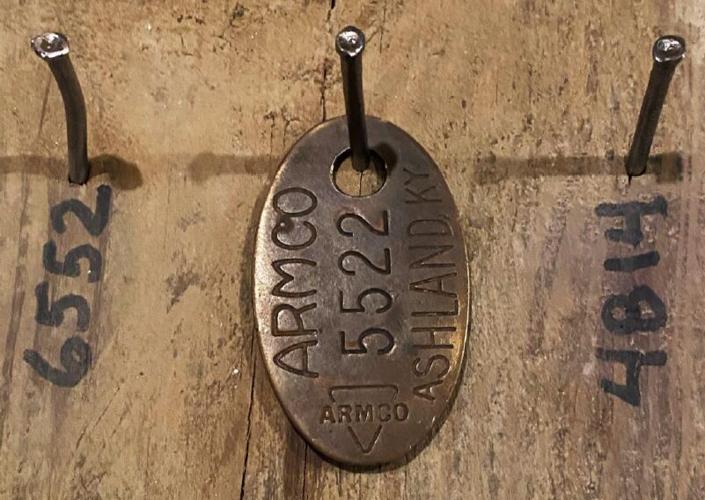 6552
ARMCO
5522
ASHLAND, KY
ARMCO
4814